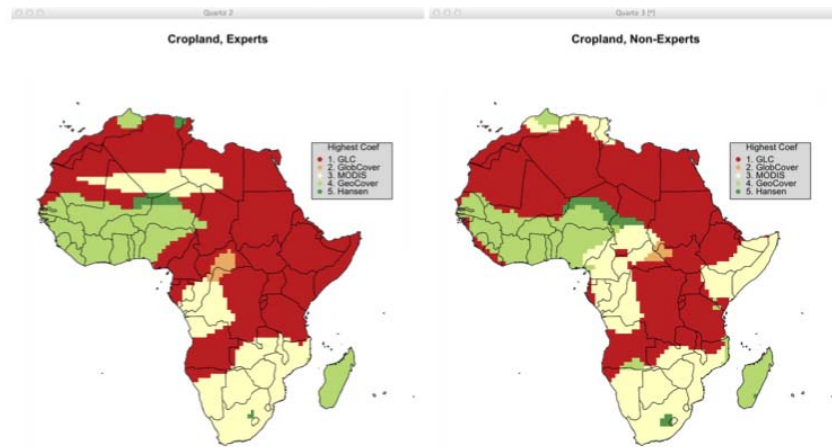 Quartz 2
Cropland, Experts
Highest Coef
1. GLC
2. GlobCover
3. MODIS
4. GeoCover
5. Hansen
Quartz 3 [*]
Cropland, Non-Experts
Highest Coef
1. GLC
2. GlobCover
3. MODIS
4. GeoCover
5. Hansen